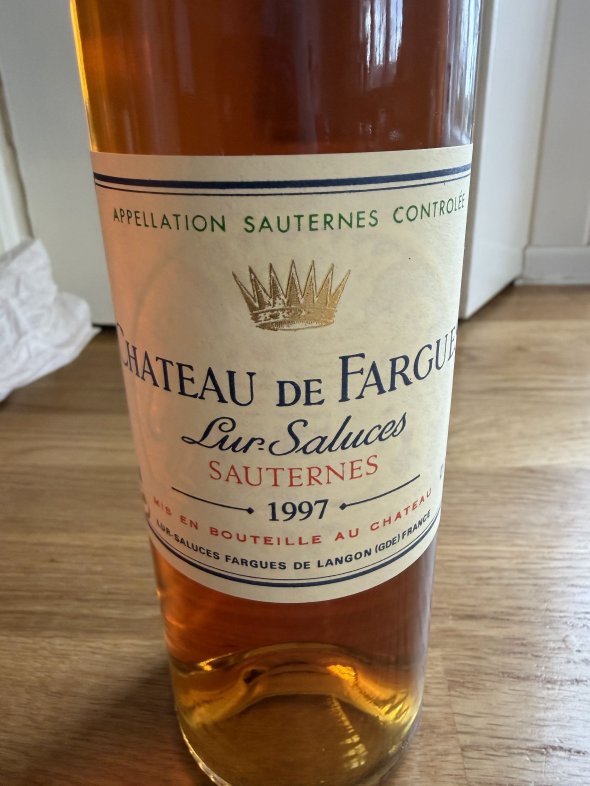 APPELLATION SAUTERNES CONTROLÉE
CHATEAU DE FARGUE
Lur-Saluces
SAUTERNES
1997
MIS EN BOUTEILLE AU CHATEAU
LUR-SALUCES FARGUES DE LANGON (GDE) FRANCE